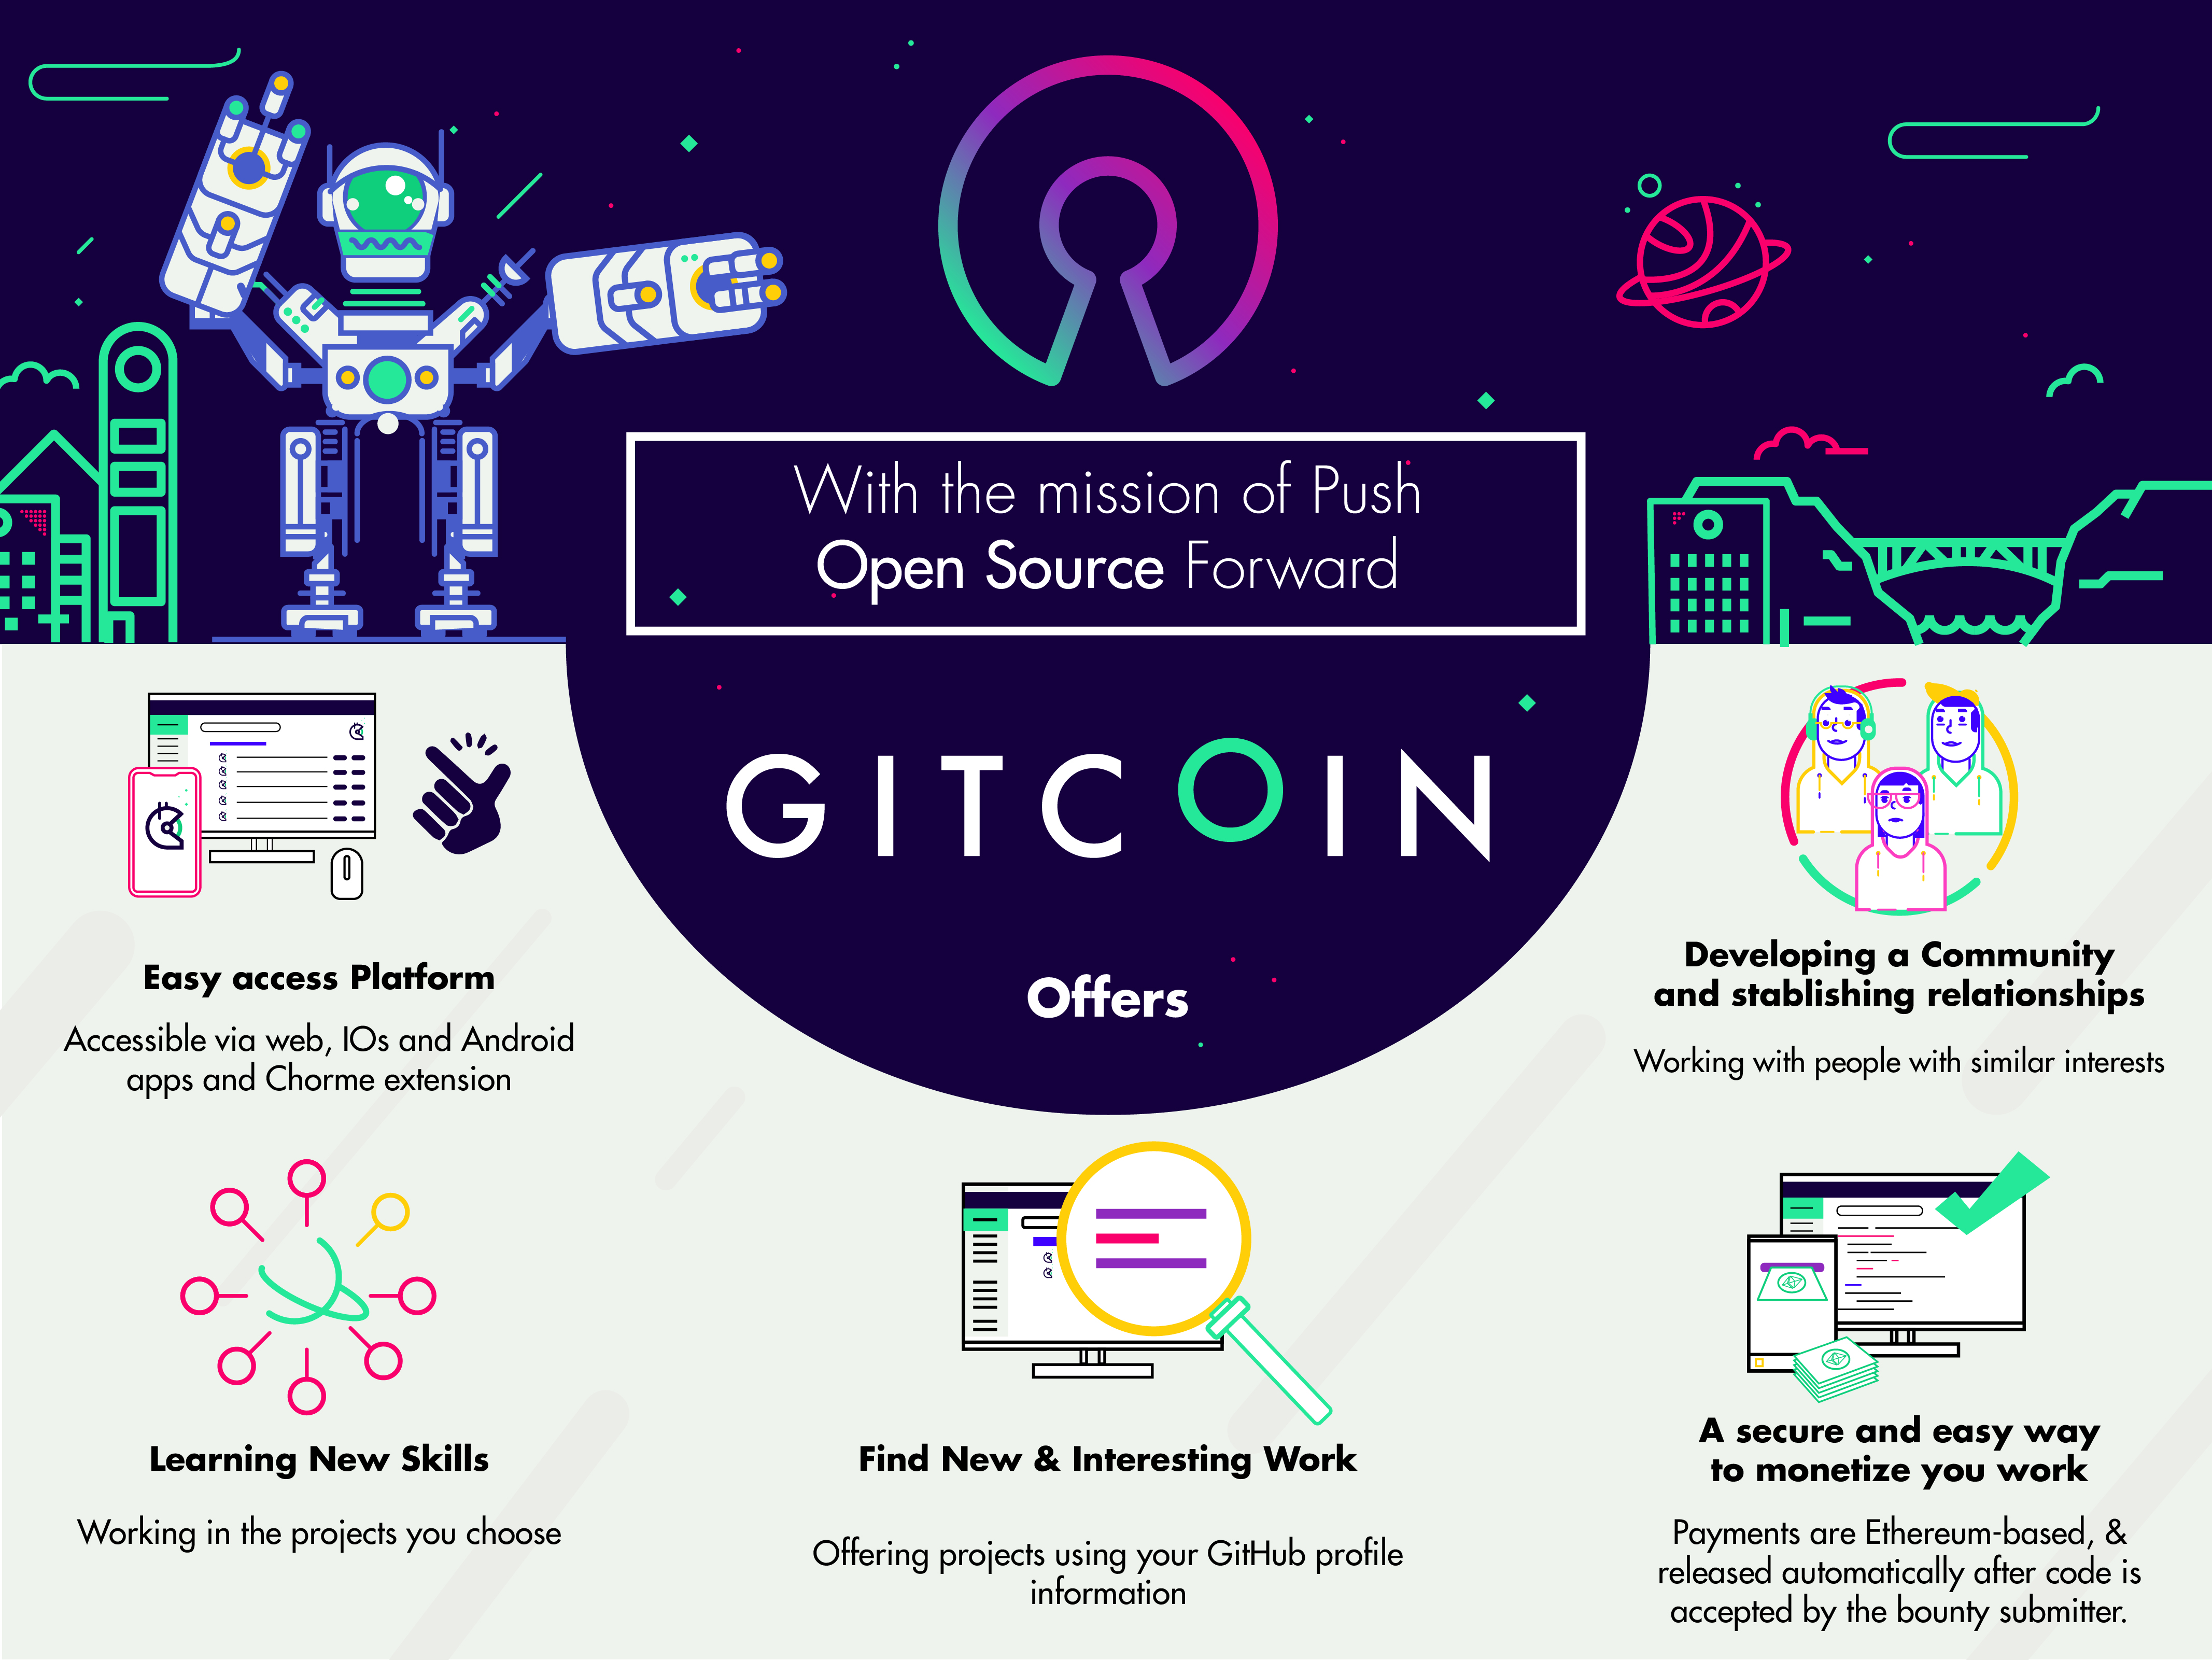 With the mission of Push
Open Source Forward
GITCOIN
Offers
Easy access Platform
Accessible via web, IOs and Android
apps and Chorme extension
Developing a Community
and stablishing relationships
Working with people with similar interests
Learning New Skills
Working in the projects you choose
Find New & Interesting Work
Offering projects using your GitHub profile
information
A secure and easy way
to monetize you work
Payments are Ethereum-based, &
released automatically after code is
accepted by the bounty submitter.